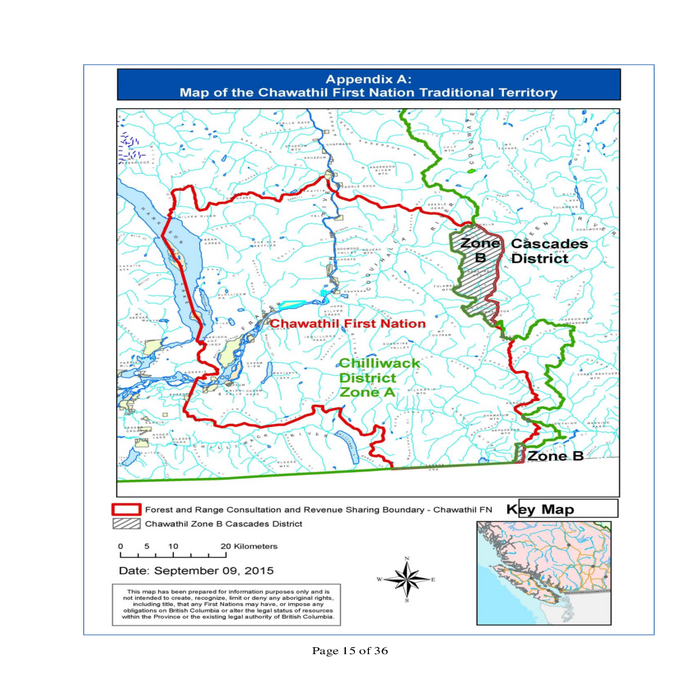 Appendix A:
Map of the Chawathil First Nation Traditional Territory
Zone
B
Cascades
District
Chawathil First Nation
Chilliwack
District
Zone A
Zone B
Forest and Range Consultation and Revenue Sharing Boundary - Chawathil FN
Chawathil Zone B Cascades District
Key Map
0 5 10 20 Kilometers
Date: September 09, 2015
N
W E
S
This map has been prepared for information purposes only and is
not intended to create, recognize, limit or deny any aboriginal rights,
including title, that any First Nations may have, or impose any
obligations on British Columbia or alter the legal status of resources
within the Province or the existing legal authority of British Columbia.
Page 15 of 36